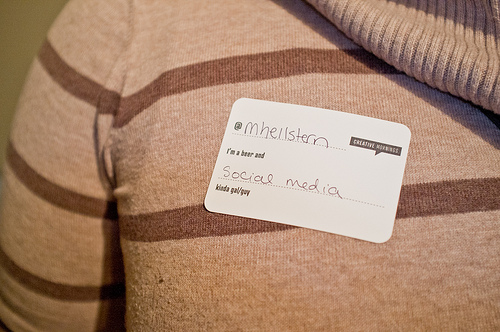 @ mhellstern
CREATIVE MORNINGS
I'm a beer and
social media
kinda gal/guy